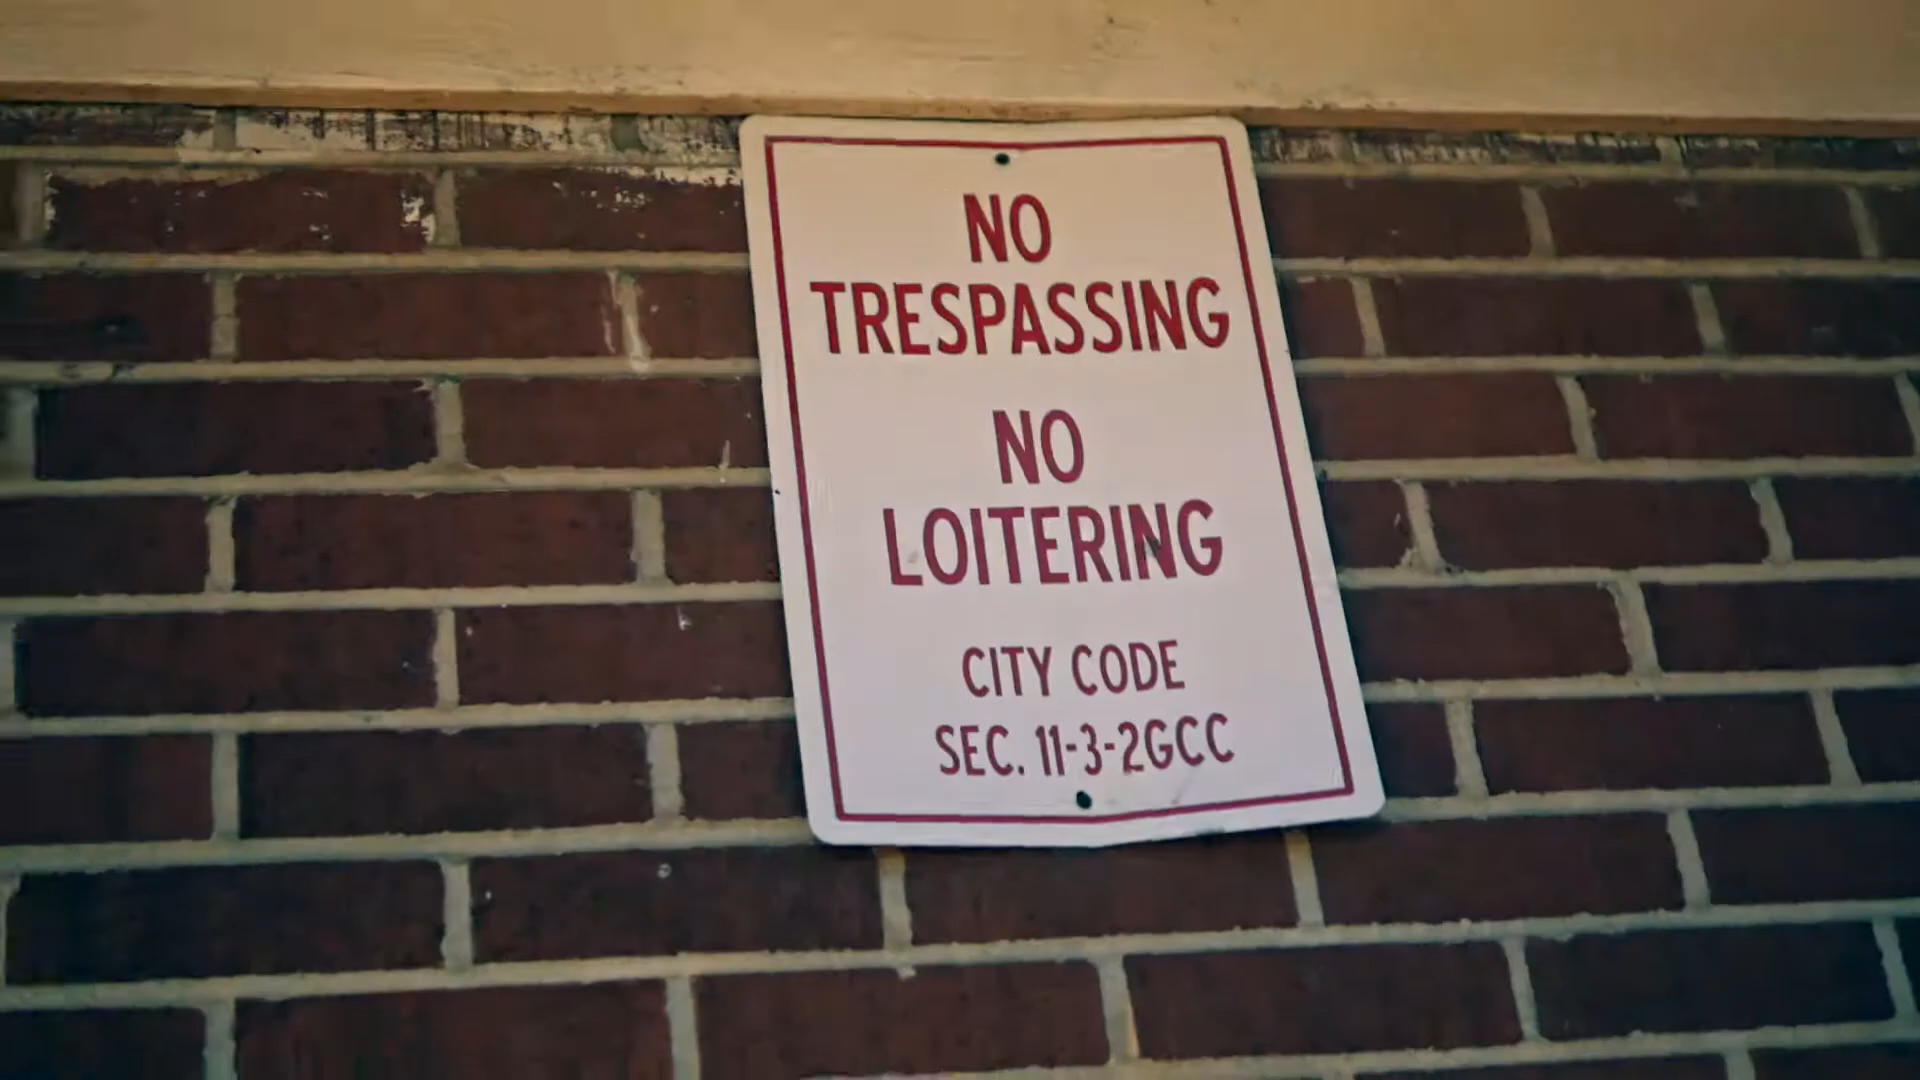 NO
TRESPASSING
NO
LOITERING
CITY CODE
SEC. 11-3-2GCC